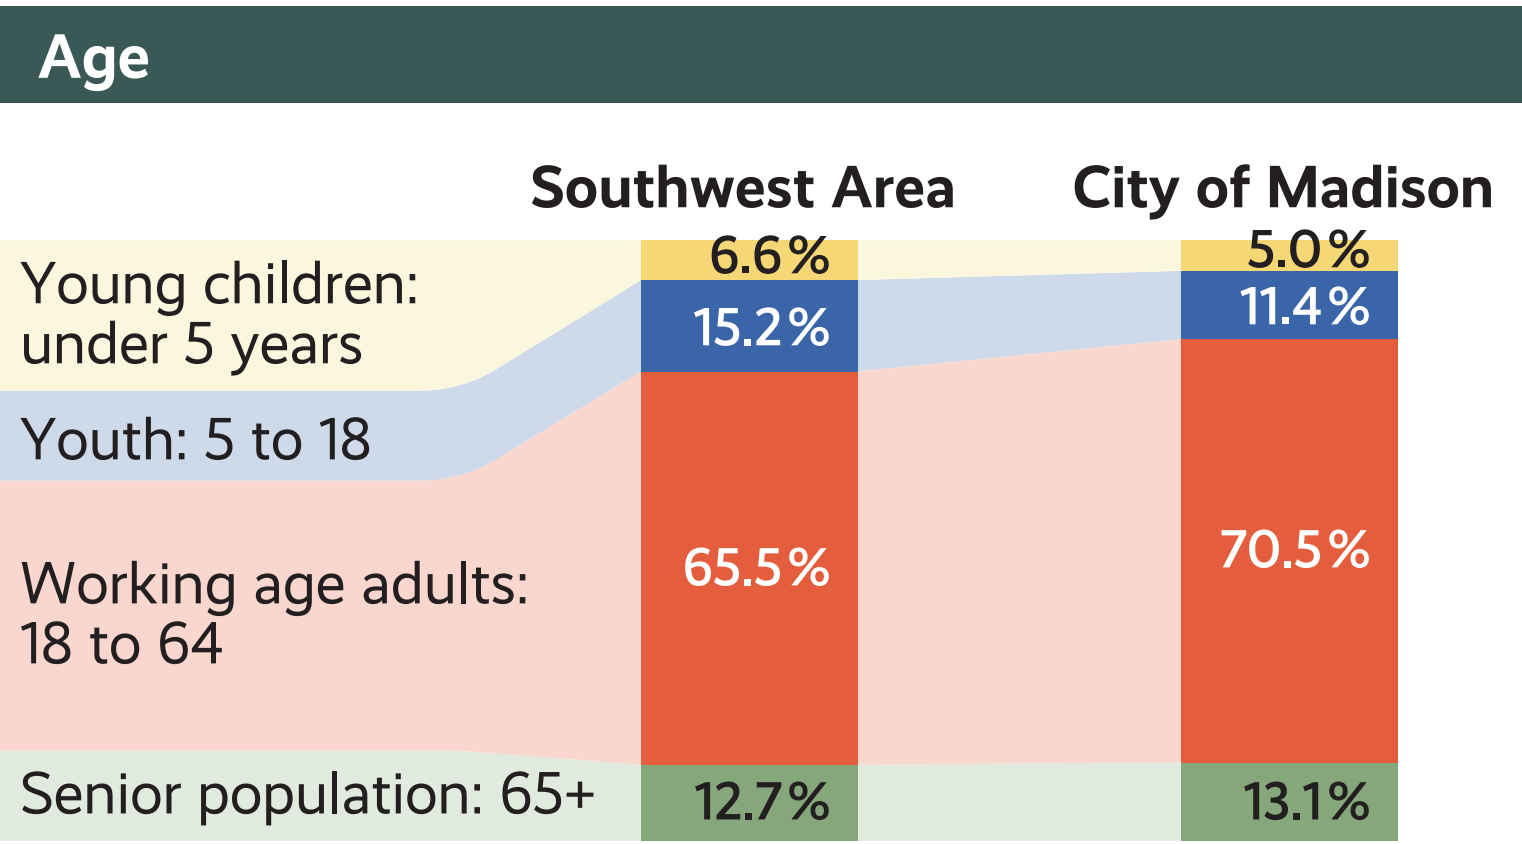 Age
Southwest Area City of Madison
Young children: 6.6% 5.0%
under 5 years 15.2% 11.4%
Youth: 5 to 18
Working age adults: 65.5% 70.5%
18 to 64
Senior population: 65+ 12.7% 13.1%